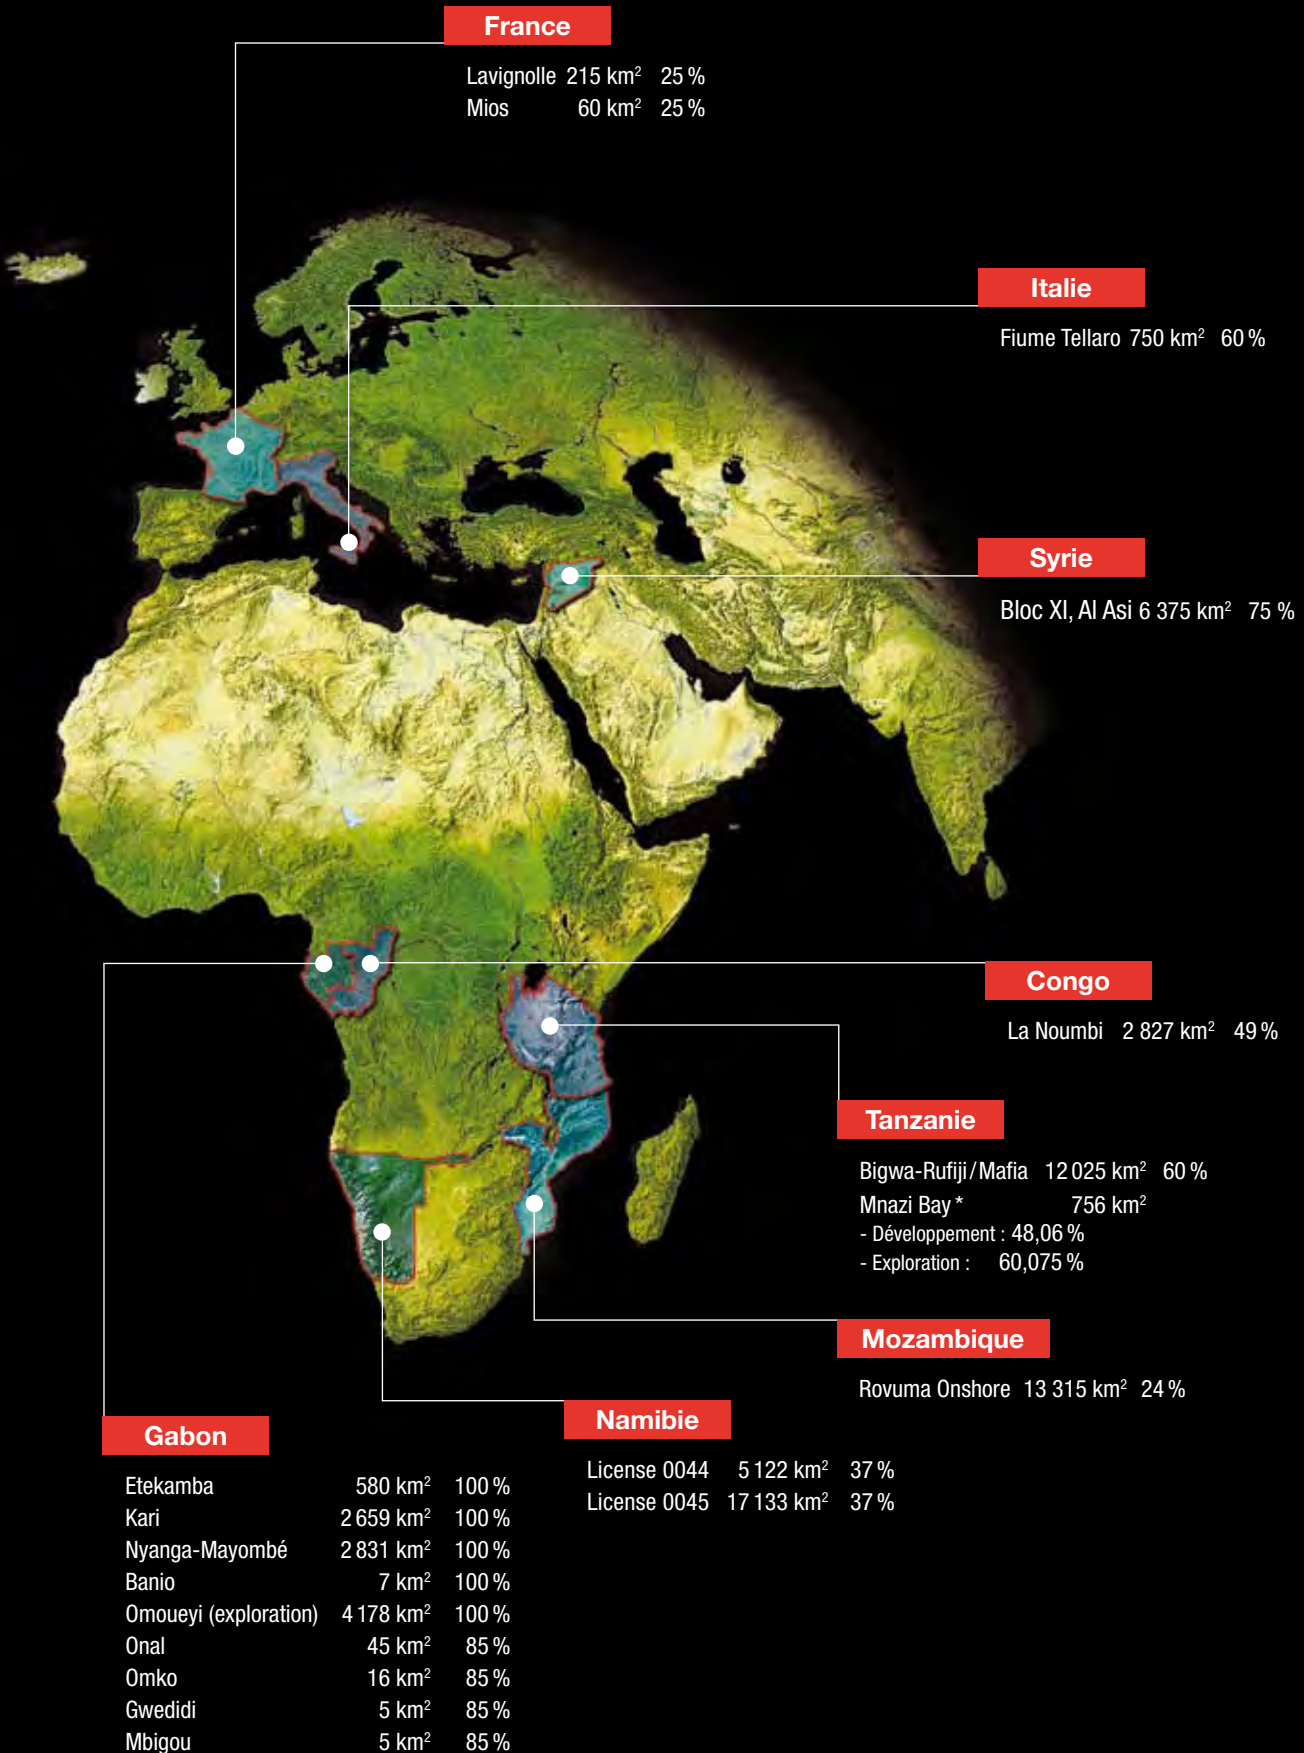 France
Lavignolle 215 km² 25 %
Mios 60 km² 25 %
Italie
Fiume Tellaro 750 km² 60 %
Syrie
Bloc XI, Al Asi 6 375 km² 75 %
Congo
La Noumbi 2 827 km² 49 %
Tanzanie
Bigwa-Rufiji/Mafia 12 025 km² 60 %
Mnazi Bay * 756 km²
- Développement : 48,06 %
- Exploration : 60,075 %
Mozambique
Rovuma Onshore 13 315 km² 24 %
Namibie
License 0044 5 122 km² 37 %
License 0045 17 133 km² 37 %
Gabon
Etekamba 580 km² 100 %
Kari 2 659 km² 100 %
Nyanga-Mayombé 2 831 km² 100 %
Banio 7 km² 100 %
Omoueyi (exploration) 4 178 km² 100 %
Onal 45 km² 85 %
Omko 16 km² 85 %
Gwedidi 5 km² 85 %
Mbigou 5 km² 85 %